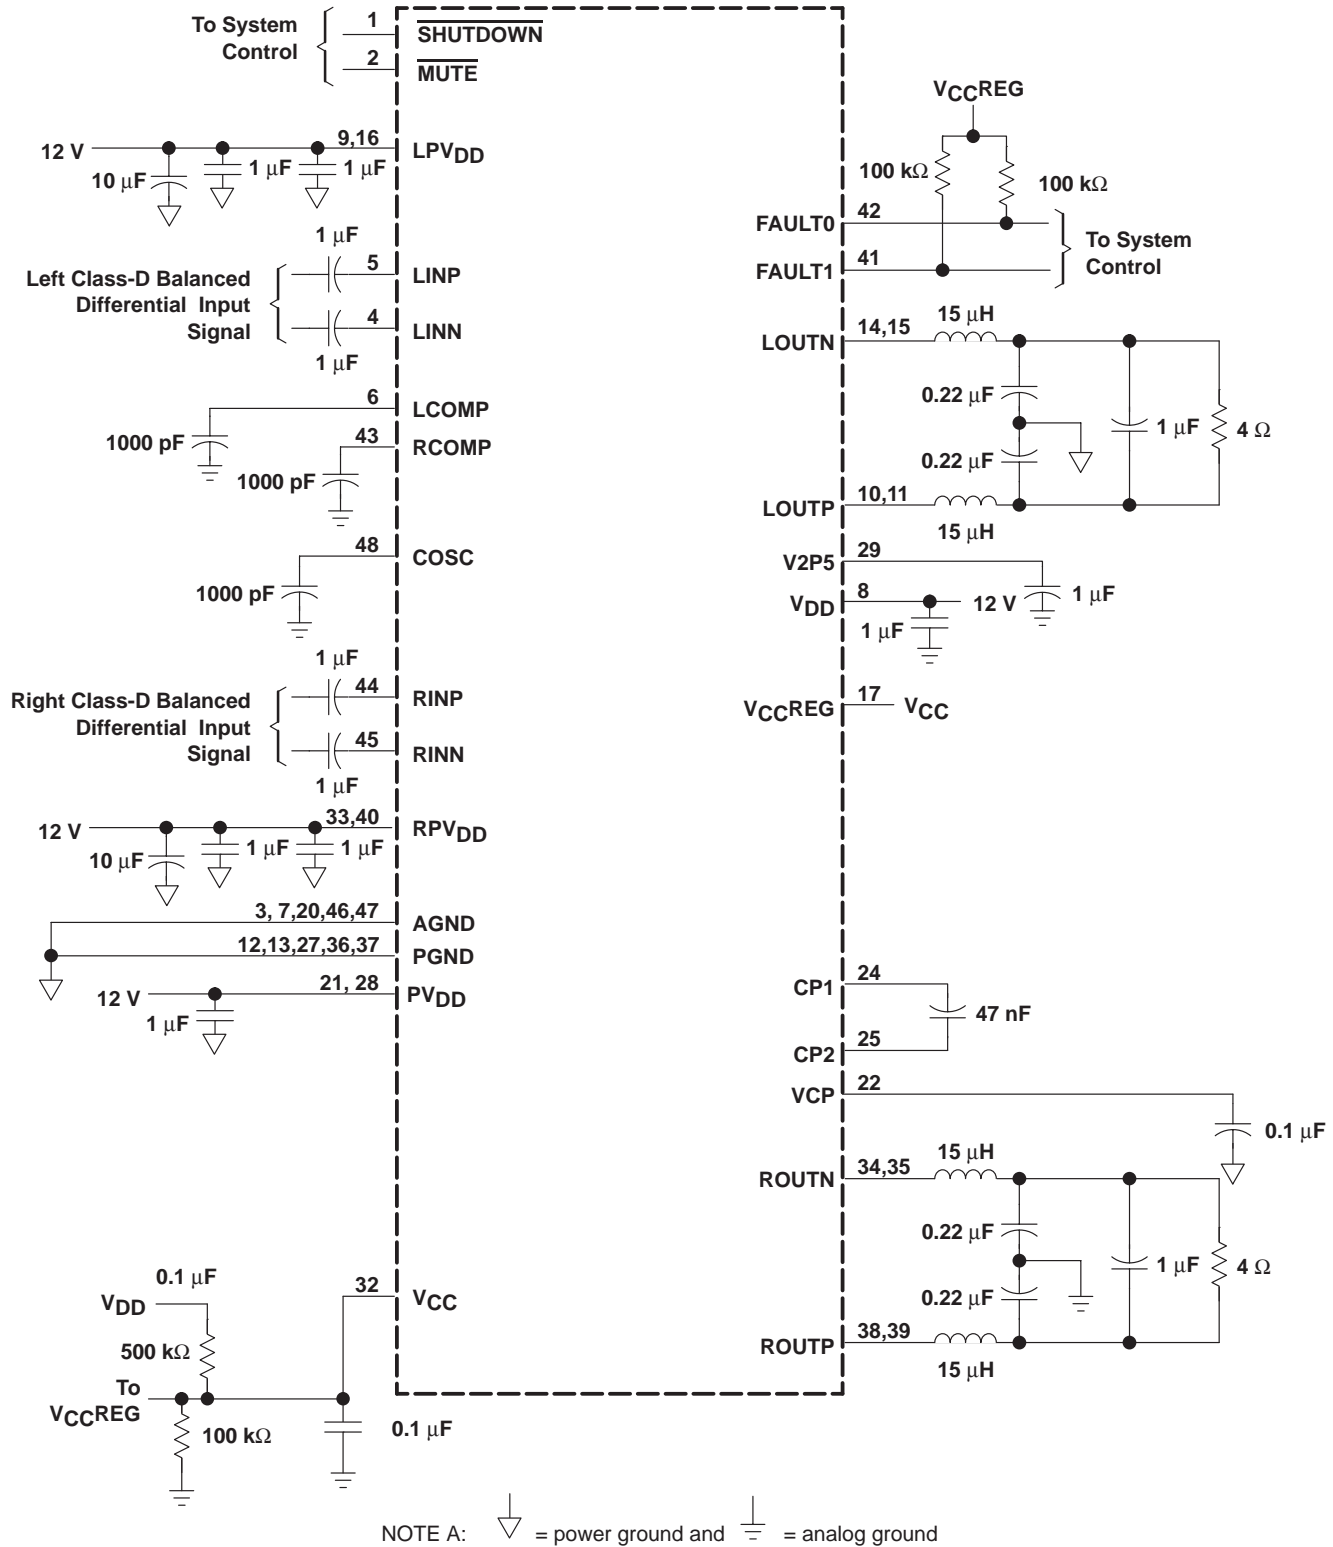 To System
Control
1
SHUTDOWN
2
MUTE
12 V
9,16
LPVDD
10 μF
1 μF
1 μF
1 μF
Left Class-D Balanced
Differential Input
Signal
5
LINP
4
LINN
1 μF
6
LCOMP
1000 pF
43
RCOMP
1000 pF
48
COSC
1000 pF
1 μF
Right Class-D Balanced
Differential Input
Signal
44
RINP
45
RINN
1 μF
12 V
33,40
RPVDD
10 μF
1 μF
1 μF
3, 7,20,46,47
AGND
12,13,27,36,37
PGND
12 V
21, 28
PVDD
1 μF
0.1 μF
VDD
500 kΩ
32
VCC
To
VCCREG
100 kΩ
0.1 μF
VCCREG
100 kΩ
100 kΩ
FAULT0
42
FAULT1
41
To System
Control
15 μH
LOUTN
14,15
0.22 μF
1 μF
4 Ω
0.22 μF
LOUTP
10,11
15 μH
V2P5
29
1 μF
VDD
8
12 V
1 μF
VCCREG
17
VCC
CP1
24
47 nF
CP2
25
VCP
22
0.1 μF
15 μH
ROUTN
34,35
0.22 μF
1 μF
4 Ω
0.22 μF
ROUTP
38,39
15 μH
NOTE A: = power ground and = analog ground